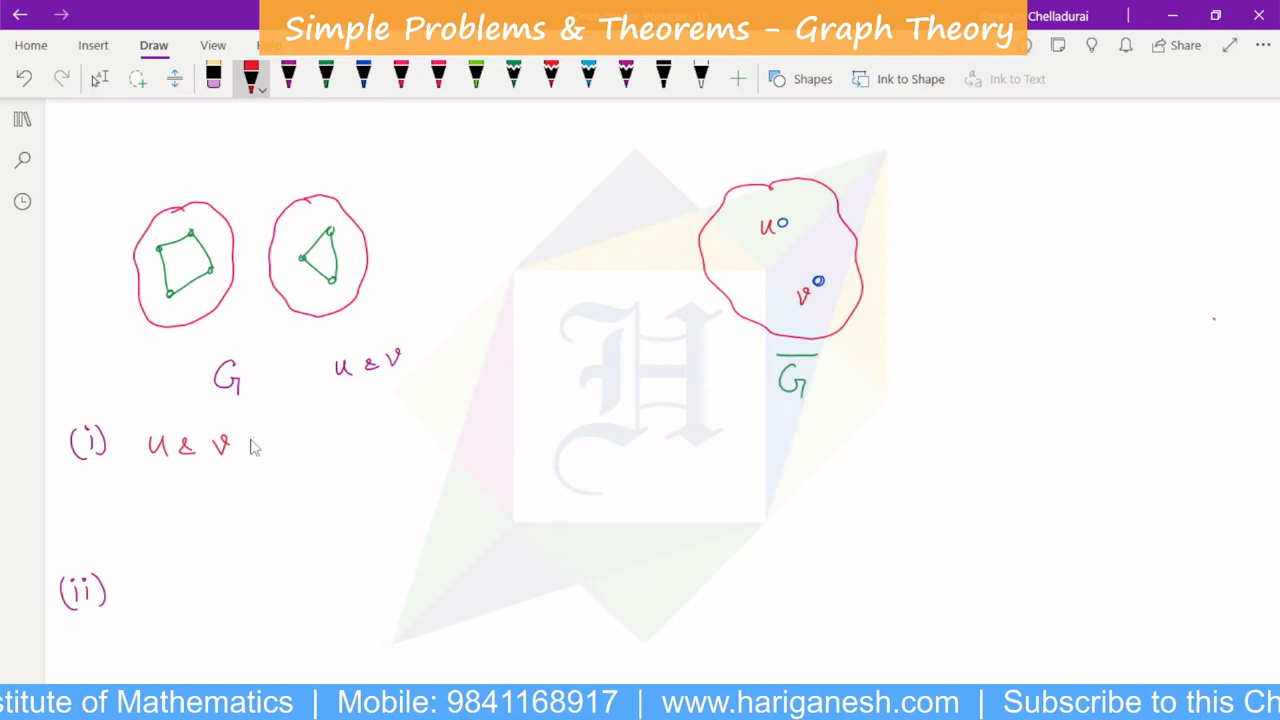 Simple Problems & Theorems - Graph Theory
Chelladurai
Home Insert Draw View
Shapes Ink to Shape Ink to Text
Share
u
v
G
u & v
G
(i) u & v
(ii)
H
stitute of Mathematics | Mobile: 9841168917 | www.hariganesh.com | Subscribe to this Ch